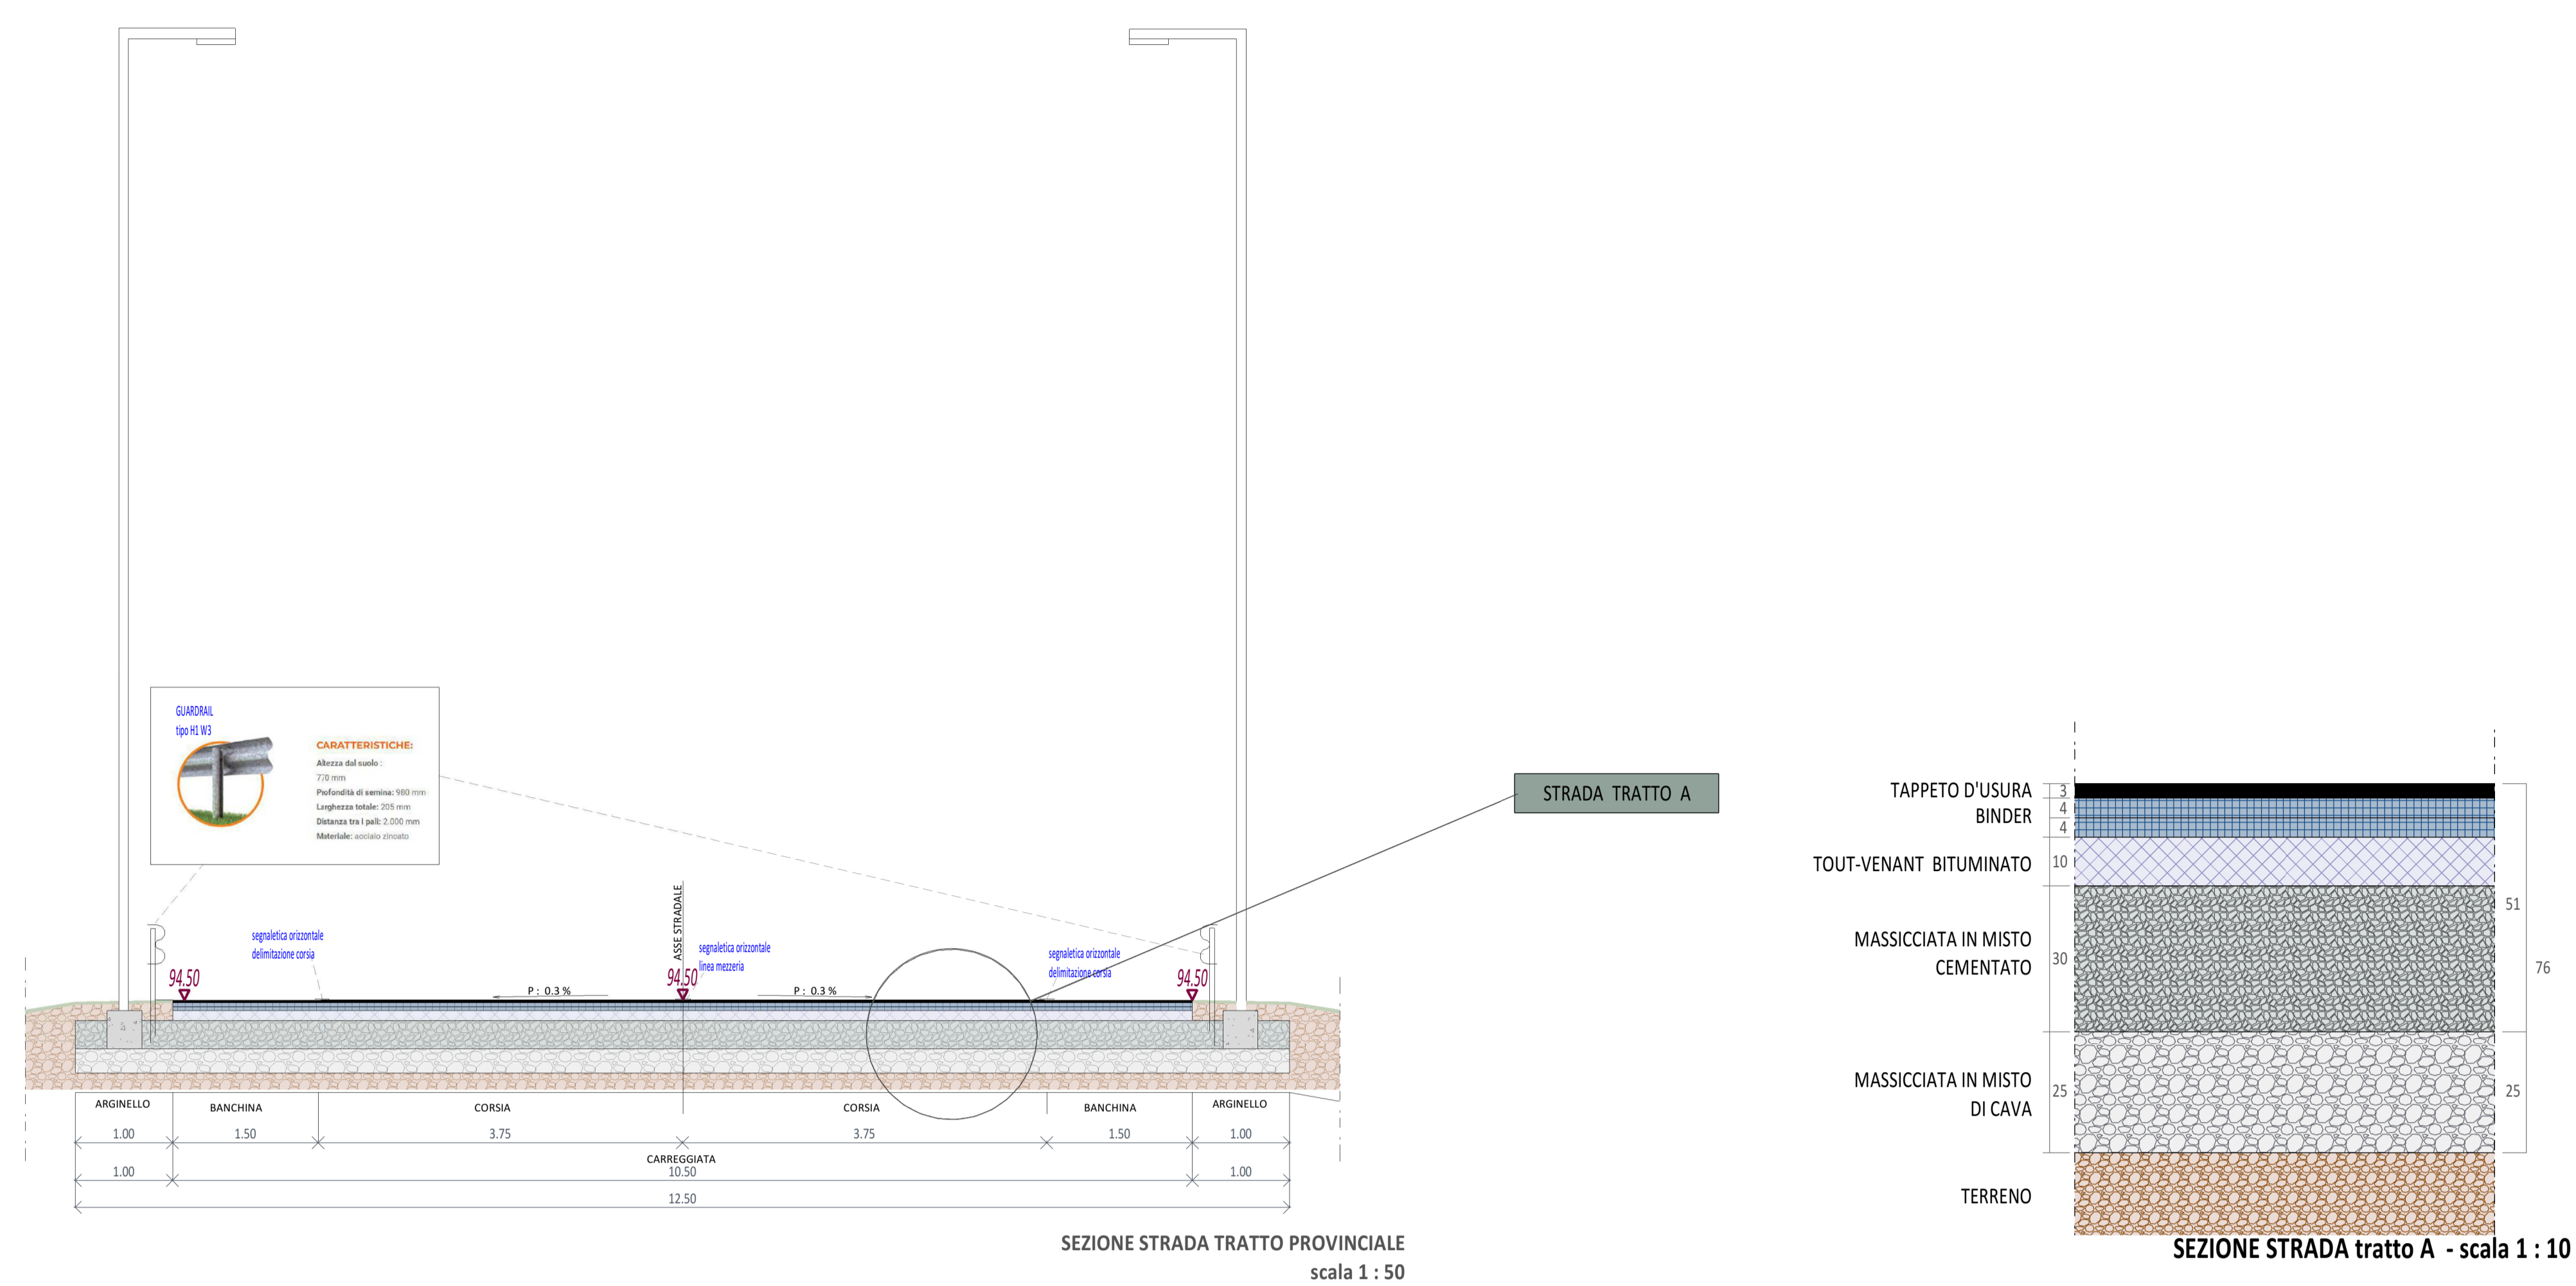 GUARDRAIL
tipo H1 W3
CARATTERISTICHE:
Altezza dal suolo :
770 mm
Profondità di semina: 980 mm
Larghezza totale: 205 mm
Distanza tra i pali: 2.000 mm
Materiale: acciaio zincato
STRADA TRATTO A
segnaletica orizzontale
delimitazione corsia
ASSE STRADALE
segnaletica orizzontale
linea mezzeria
segnaletica orizzontale
delimitazione corsia
94.50
94.50
94.50
P : 0.3 %
P : 0.3 %
ARGINELLO
BANCHINA
CORSIA
CORSIA
BANCHINA
ARGINELLO
1.00
1.50
3.75
3.75
1.50
1.00
CARREGGIATA
1.00
10.50
1.00
12.50
SEZIONE STRADA TRATTO PROVINCIALE
scala 1 : 50
TAPPETO D'USURA
BINDER
TOUT-VENANT BITUMINATO
MASSICCIATA IN MISTO
CEMENTATO
MASSICCIATA IN MISTO
DI CAVA
TERRENO
3
4
4
10
30
25
51
25
76
SEZIONE STRADA tratto A - scala 1 : 10